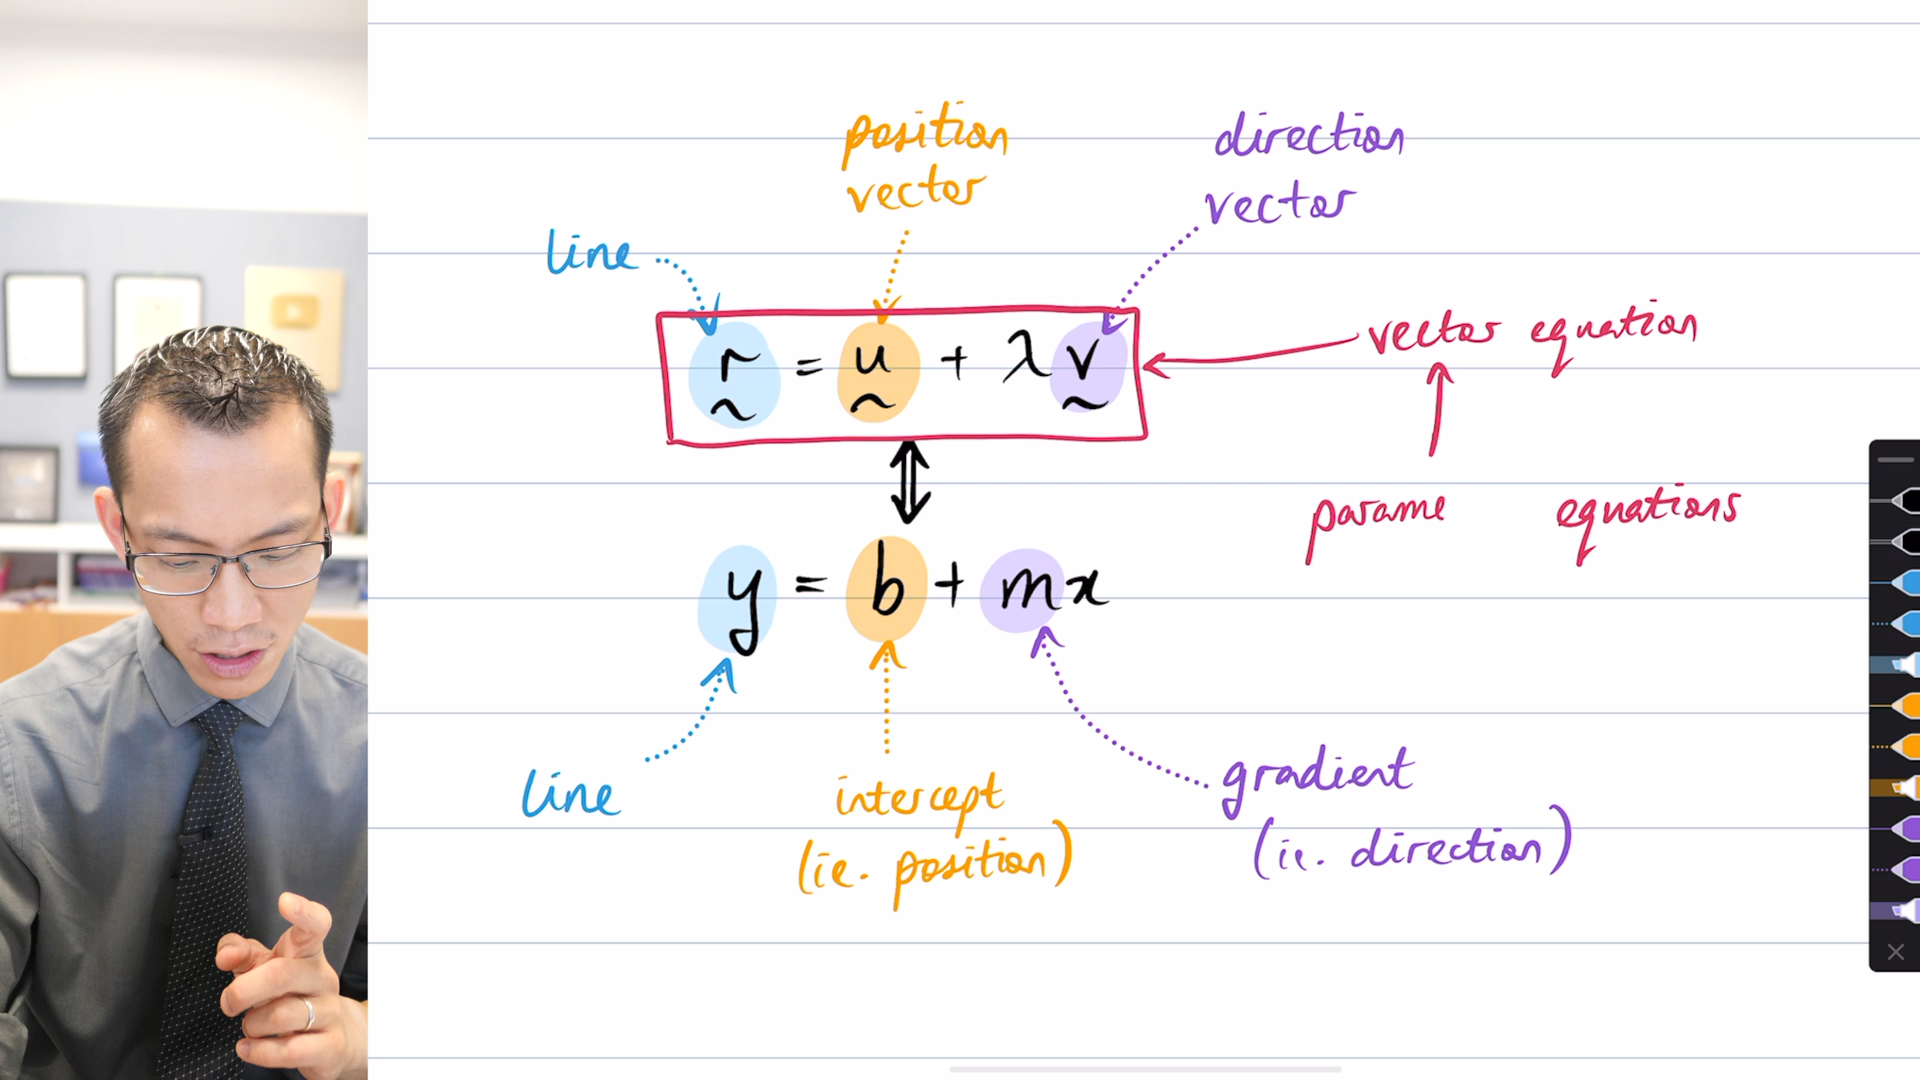 position
vector
direction
vector
line
r = u + λv
vector equation
parame equations
y = b + mx
line
intercept
(ie. position)
gradient
(ie. direction)